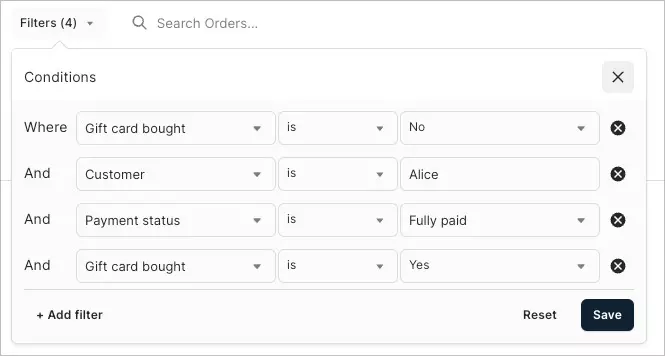 Filters (4) Search Orders...
Conditions
Where Gift card bought is No
And Customer is Alice
And Payment status is Fully paid
And Gift card bought is Yes
+ Add filter Reset Save